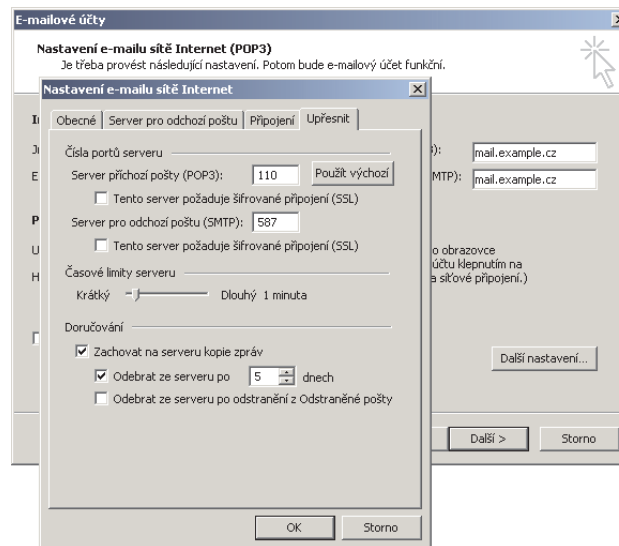 E-mailové účty
Nastavení e-mailu sítě Internet (POP3)
Je třeba provést následující nastavení. Potom bude e-mailový účet funkční.
Nastavení e-mailu sítě Internet
Obecné Server pro odchozí poštu Připojení Upřesnit
Čísla portů serveru
Server příchozí pošty (POP3): 110 Použít výchozí
Tento server požaduje šifrované připojení (SSL)
Server pro odchozí poštu (SMTP): 587
Tento server požaduje šifrované připojení (SSL)
Časové limity serveru
Krátký Dlouhý 1 minuta
Doručování
Zachovat na serveru kopie zpráv
Odebrat ze serveru po 5 dnech
Odebrat ze serveru po odstranění z Odstraněné pošty
OK Storno
mail.example.cz
MTP): mail.example.cz
o obrazovce
účtu klepnutím na
a síťové připojení.)
Další nastavení...
Další > Storno